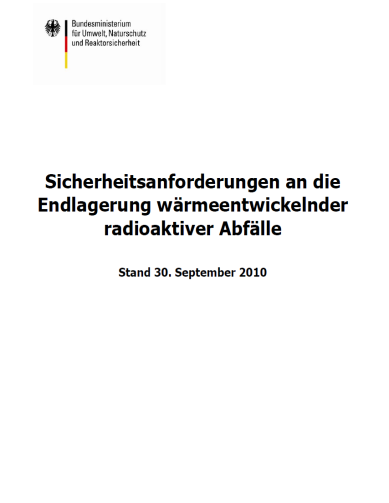 Bundesministerium
für Umwelt, Naturschutz
und Reaktorsicherheit
Sicherheitsanforderungen an die
Endlagerung wärmeentwickelnder
radioaktiver Abfälle
Stand 30. September 2010